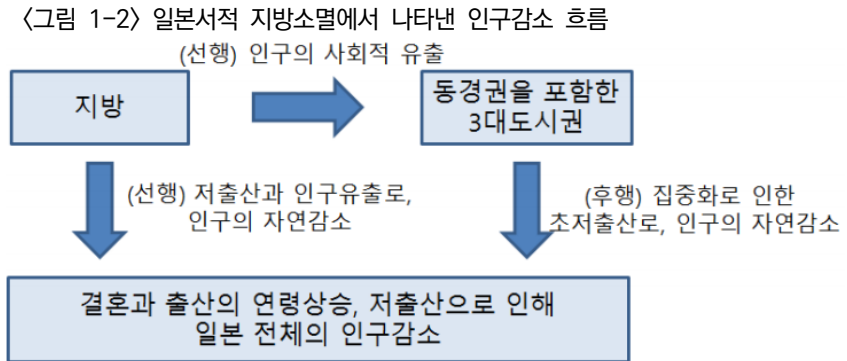 〈그림 1-2〉 일본서적 지방소멸에서 나타낸 인구감소 흐름
(선행) 인구의 사회적 유출
지방
동경권을 포함한
3대도시권
(선행) 저출산과 인구유출로,
인구의 자연감소
(후행) 집중화로 인한
초저출산로, 인구의 자연감소
결혼과 출산의 연령상승, 저출산으로 인해
일본 전체의 인구감소